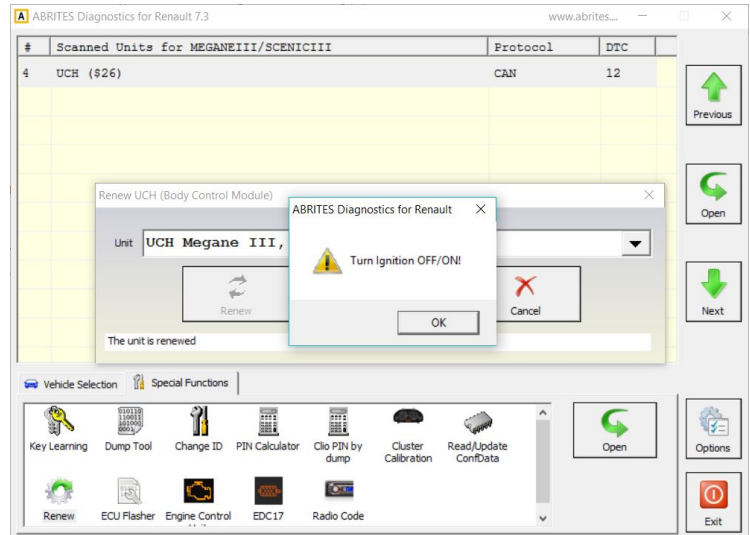 A ABRITES Diagnostics for Renault 7.3 www.abrites....
# Scanned Units for MEGANEIII/SCENICIII Protocol DTC
4 UCH ($26) CAN 12
Previous
Renew UCH (Body Control Module)
ABRITES Diagnostics for Renault
Open
Unit UCH Megane III,
Turn Ignition OFF/ON!
Renew
Cancel
OK
Next
The unit is renewed
Vehicle Selection Special Functions
Key Learning Dump Tool Change ID PIN Calculator Clio PIN by dump Cluster Calibration Read/Update ConfData
Open
Options
Renew ECU Flasher Engine Control EDC17 Radio Code
Exit